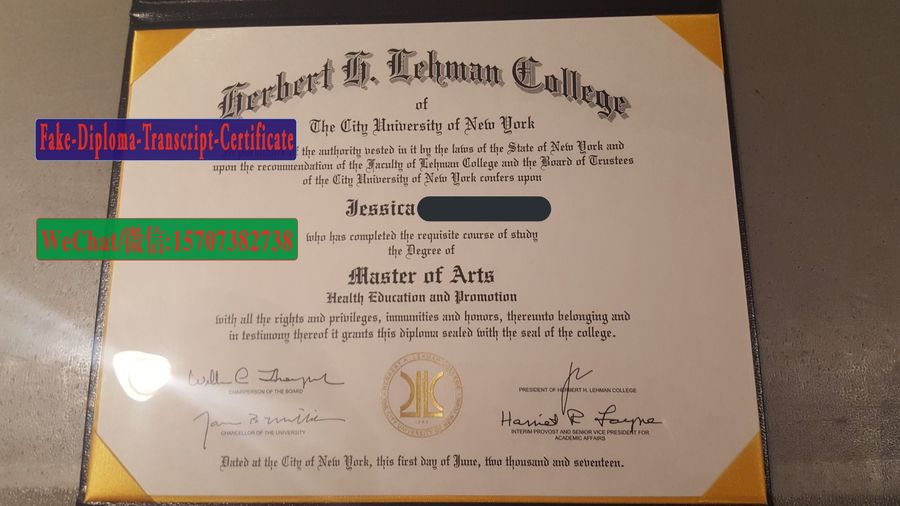 Herbert H. Lehman College
of
The City University of New York
Fake-Diploma-Transcript-Certificate
the authority vested in it by the laws of the State of New York and
upon the recommendation of the Faculty of Lehman College and the Board of Trustees
of the City University of New York confers upon
Jessica
WeChat/微信:15707382738
who has completed the requisite course of study
the Degree of
Master of Arts
Health Education and Promotion
with all the rights and privileges, immunities and honors, thereunto belonging and
in testimony thereof it grants this diploma sealed with the seal of the college.
CHAIRPERSON OF THE BOARD
PRESIDENT OF HERBERT H. LEHMAN COLLEGE
Harriet R Fayne
CHANCELLOR OF THE UNIVERSITY
INTERIM PROVOST AND SENIOR VICE PRESIDENT FOR
ACADEMIC AFFAIRS
Dated at the City of New York, this first day of June, two thousand and seventeen.